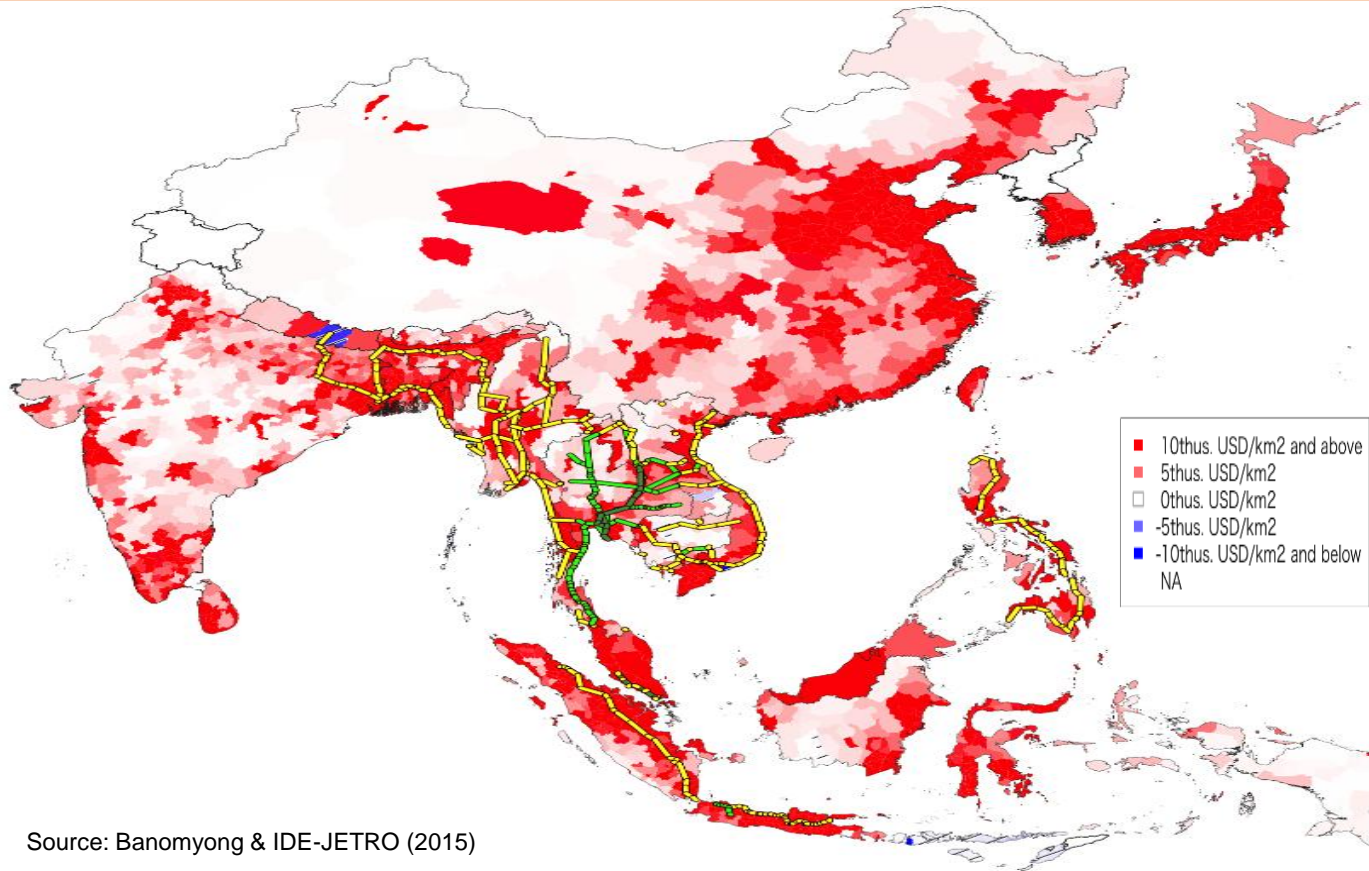 10thus. USD/km2 and above
5thus. USD/km2
0thus. USD/km2
-5thus. USD/km2
-10thus. USD/km2 and below
NA
Source: Banomyong & IDE-JETRO (2015)